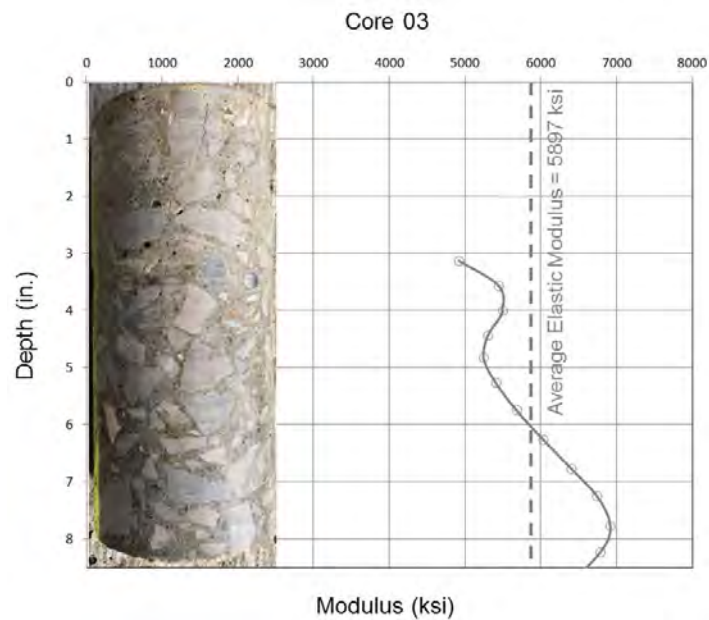 Core 03
0 1000 2000 3000 4000 5000 6000 7000 8000
0
1
2
3
4
5
6
7
8
Depth (in.)
Average Elastic Modulus = 5897 ksi
Modulus (ksi)